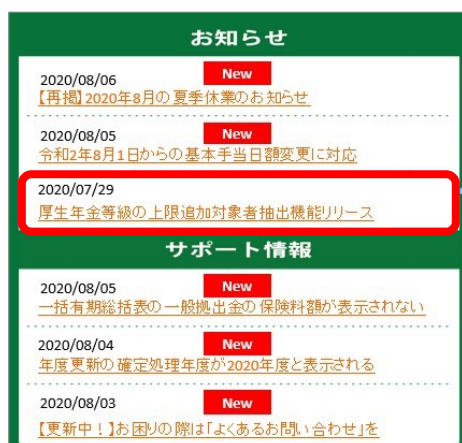 お知らせ
2020/08/06 New
【再掲】2020年8月の夏季休業のお知らせ
2020/08/05 New
令和2年8月1日からの基本手当日額変更に対応
2020/07/29
厚生年金等級の上限追加対象者抽出機能リリース
サポート情報
2020/08/05 New
一括有期総括表の一般拠出金の保険料額が表示されない
2020/08/04 New
年度更新の確定処理年度が2020年度と表示される
2020/08/03 New
【更新中！】お困りの際は「よくあるお問い合わせ」を